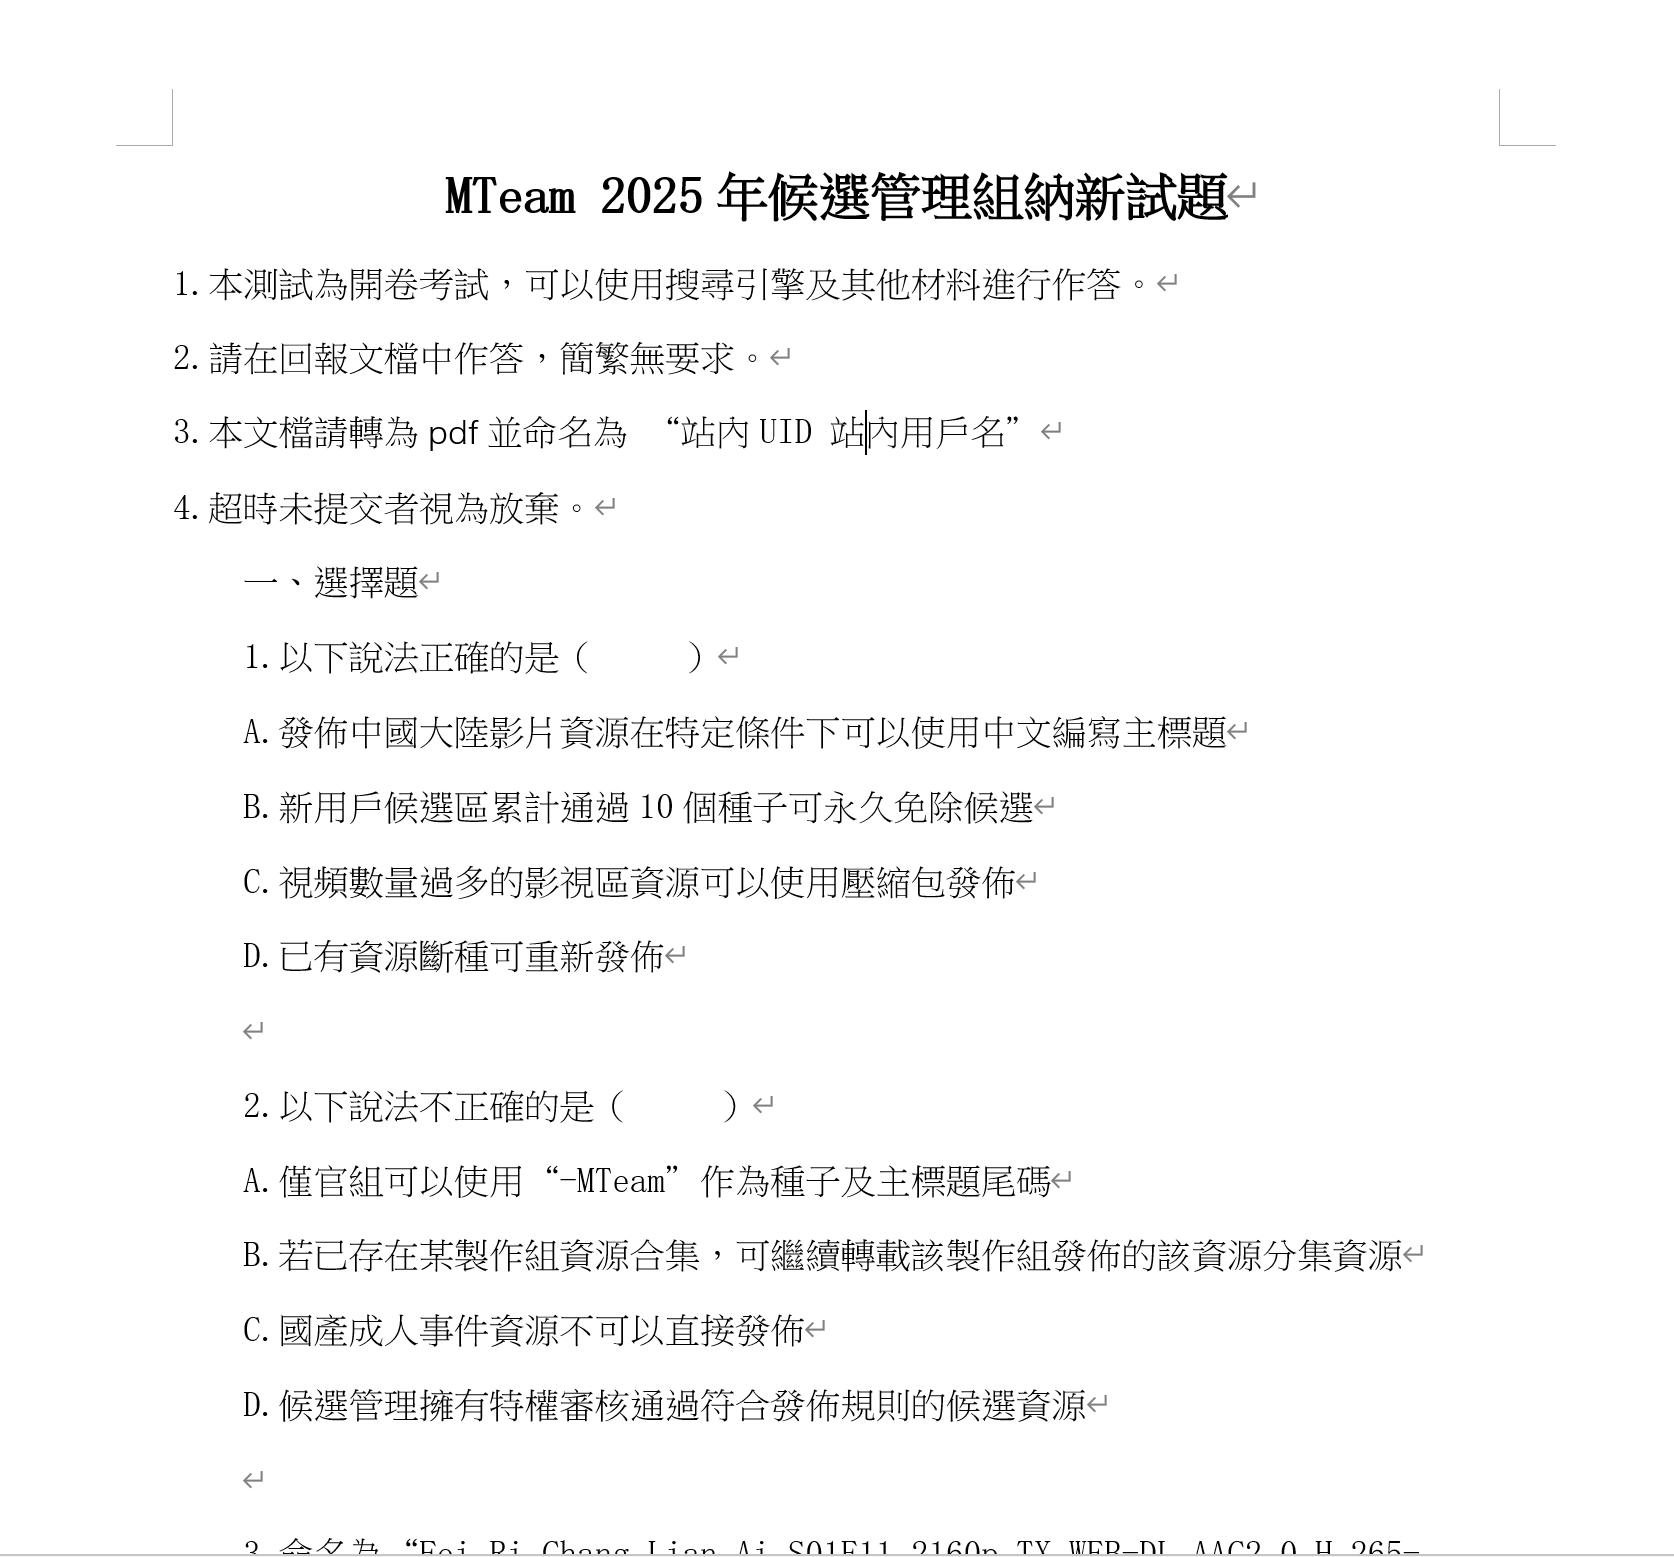 MTeam 2025 年候選管理組納新試題
1. 本測試為開卷考試，可以使用搜尋引擎及其他材料進行作答。
2. 請在回報文檔中作答，簡繁無要求。
3. 本文檔請轉為 pdf 並命名為 “站內 UID 站內用戶名”
4. 超時未提交者視為放棄。
一、選擇題
1. 以下說法正確的是（ ）
A. 發佈中國大陸影片資源在特定條件下可以使用中文編寫主標題
B. 新用戶候選區累計通過 10 個種子可永久免除候選
C. 視頻數量過多的影視區資源可以使用壓縮包發佈
D. 已有資源斷種可重新發佈
2. 以下說法不正確的是（ ）
A. 僅官組可以使用“-MTeam”作為種子及主標題尾碼
B. 若已存在某製作組資源合集，可繼續轉載該製作組發佈的該資源分集資源
C. 國產成人事件資源不可以直接發佈
D. 候選管理擁有特權審核通過符合發佈規則的候選資源
3. 命名為 “Fei Ri Chang Lian Ai S01E11 2160p TX WEB-DL AAC2.0 H.265-